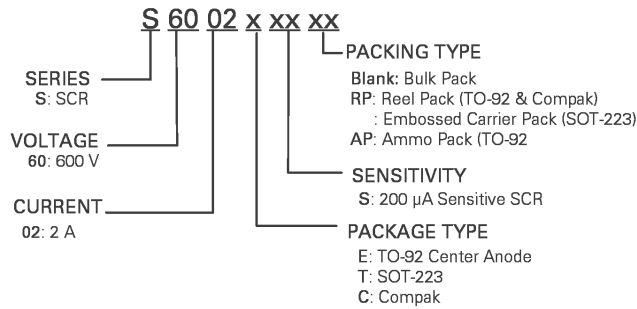 S 60 02 x xx xx
PACKING TYPE
Blank: Bulk Pack
RP: Reel Pack (TO-92 & Compak)
: Embossed Carrier Pack (SOT-223)
AP: Ammo Pack (TO-92
SERIES
S: SCR
VOLTAGE
60: 600 V
SENSITIVITY
S: 200 µA Sensitive SCR
CURRENT
02: 2 A
PACKAGE TYPE
E: TO-92 Center Anode
T: SOT-223
C: Compak